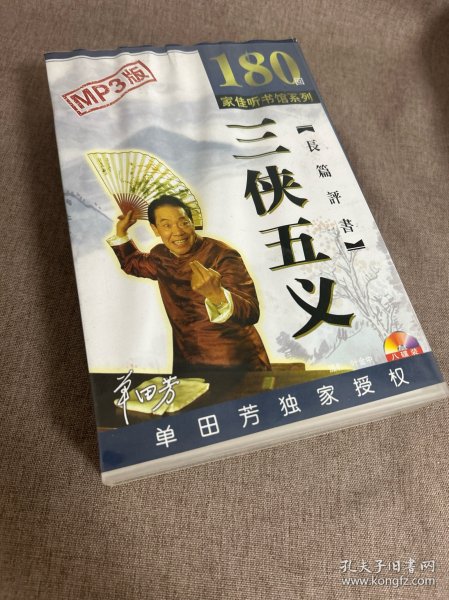 MP3版
180回
家佳听书馆系列
三侠五义
【長篇評書】
八碟装
单田芳
单田芳独家授权
孔夫子旧书网
www.kongfz.com